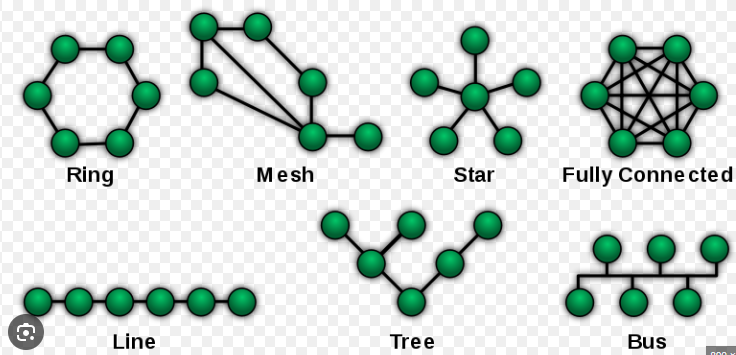 Ring
Mesh
Star
Fully Connected
Line
Tree
Bus